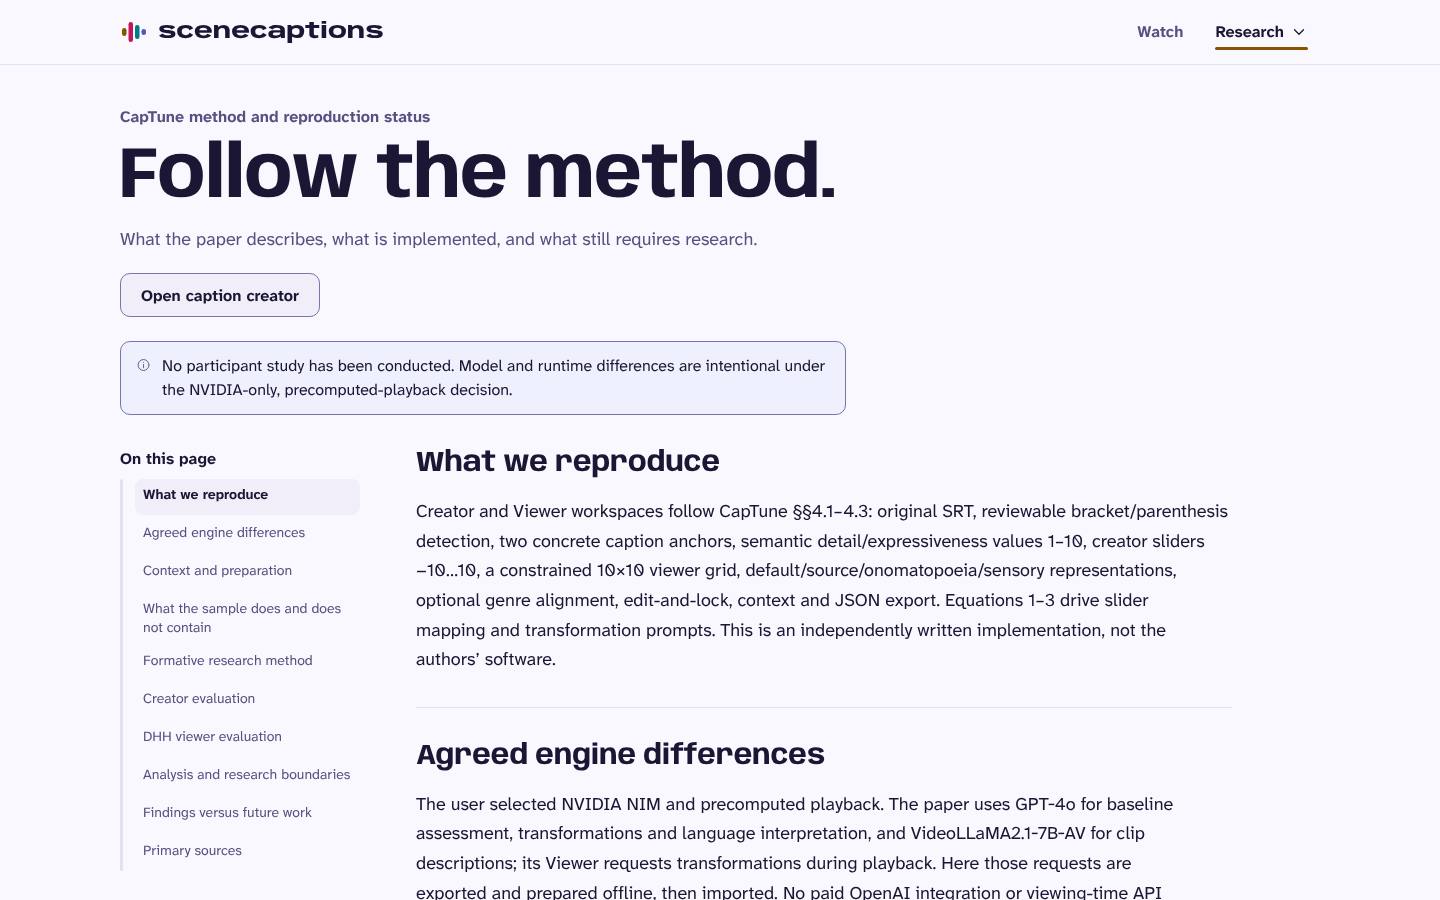 scenecaptions
Watch
Research
CapTune method and reproduction status
Follow the method.
What the paper describes, what is implemented, and what still requires research.
Open caption creator
No participant study has been conducted. Model and runtime differences are intentional under
the NVIDIA-only, precomputed-playback decision.
On this page
What we reproduce
Agreed engine differences
Context and preparation
What the sample does and does
not contain
Formative research method
Creator evaluation
DHH viewer evaluation
Analysis and research boundaries
Findings versus future work
Primary sources
What we reproduce
Creator and Viewer workspaces follow CapTune §§4.1–4.3: original SRT, reviewable bracket/parenthesis
detection, two concrete caption anchors, semantic detail/expressiveness values 1–10, creator sliders
−10…10, a constrained 10×10 viewer grid, default/source/onomatopoeia/sensory representations,
optional genre alignment, edit-and-lock, context and JSON export. Equations 1–3 drive slider
mapping and transformation prompts. This is an independently written implementation, not the
authors’ software.
Agreed engine differences
The user selected NVIDIA NIM and precomputed playback. The paper uses GPT-4o for baseline
assessment, transformations and language interpretation, and VideoLLaMA2.1-7B-AV for clip
descriptions; its Viewer requests transformations during playback. Here those requests are
exported and prepared offline, then imported. No paid OpenAI integration or viewing-time API